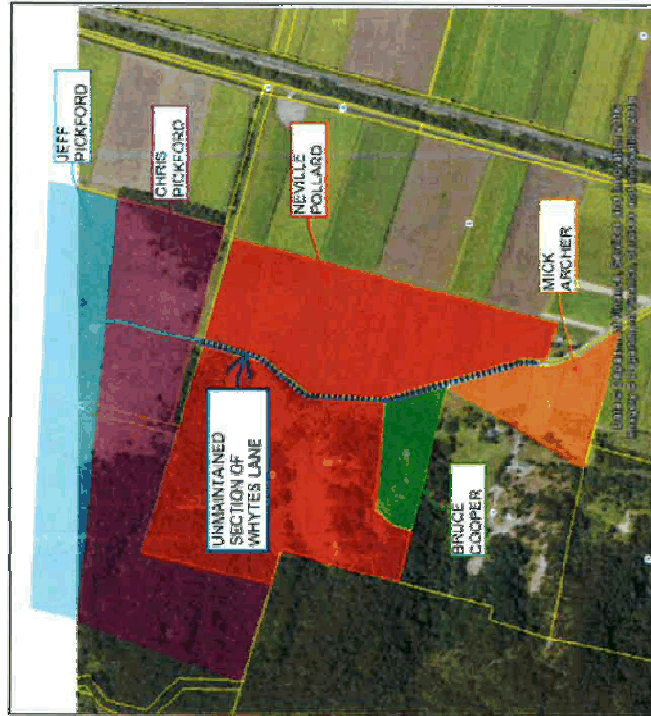 JEFF
PICKFORD
CHRIS
PICKFORD
NEVILLE
POLLARD
MICK
ARCHER
UNMAINTAINED
SECTION OF
WHYTES LANE
BRUCE
COOPER